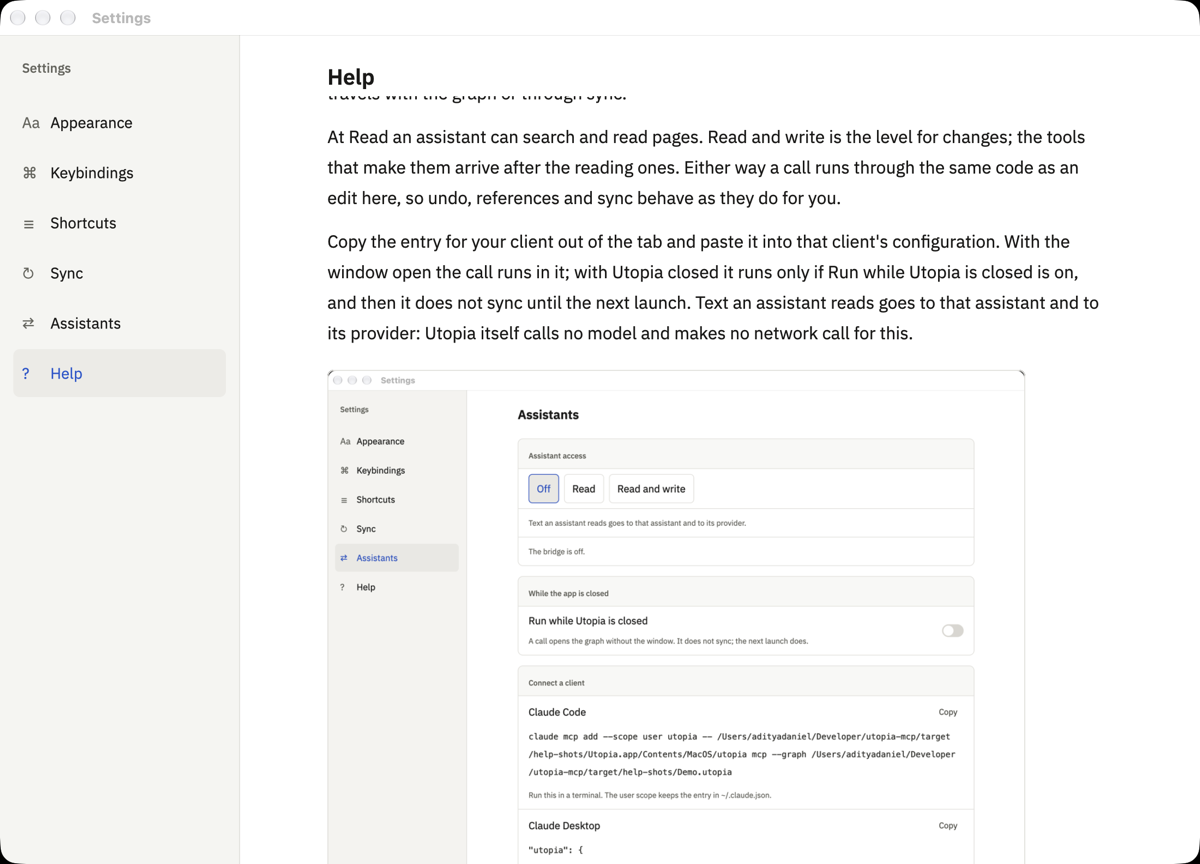 Settings
Settings
Aa Appearance
⌘ Keybindings
≡ Shortcuts
↻ Sync
⇄ Assistants
? Help
Help
travels with the graph or through sync.
At Read an assistant can search and read pages. Read and write is the level for changes; the tools
that make them arrive after the reading ones. Either way a call runs through the same code as an
edit here, so undo, references and sync behave as they do for you.
Copy the entry for your client out of the tab and paste it into that client's configuration. With the
window open the call runs in it; with Utopia closed it runs only if Run while Utopia is closed is on,
and then it does not sync until the next launch. Text an assistant reads goes to that assistant and to
its provider: Utopia itself calls no model and makes no network call for this.
Settings
Settings
Aa Appearance
⌘ Keybindings
≡ Shortcuts
↻ Sync
⇄ Assistants
? Help
Assistants
Assistant access
Off Read Read and write
Text an assistant reads goes to that assistant and to its provider.
The bridge is off.
While the app is closed
Run while Utopia is closed
A call opens the graph without the window. It does not sync; the next launch does.
Connect a client
Claude Code Copy
claude mcp add --scope user utopia -- /Users/adityadaniel/Developer/utopia-mcp/target
/help-shots/Utopia.app/Contents/MacOS/utopia mcp --graph /Users/adityadaniel/Developer
/utopia-mcp/target/help-shots/Demo.utopia
Run this in a terminal. The user scope keeps the entry in ~/.claude.json.
Claude Desktop Copy
"utopia": {